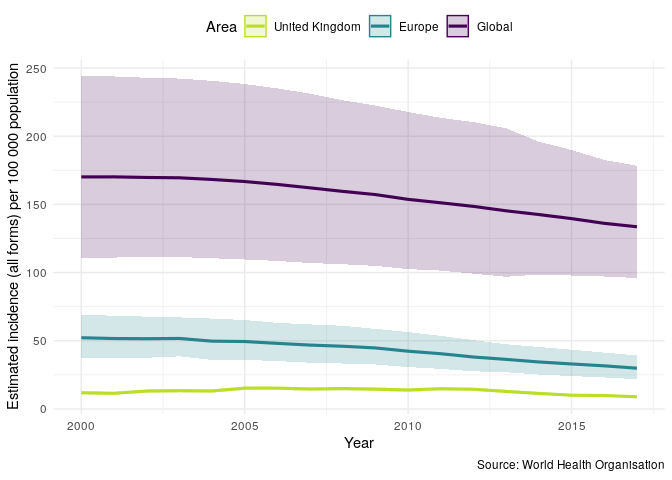 Area United Kingdom Europe Global
Estimated incidence (all forms) per 100 000 population
250
200
150
100
50
0
2000 2005 2010 2015
Year
Source: World Health Organisation